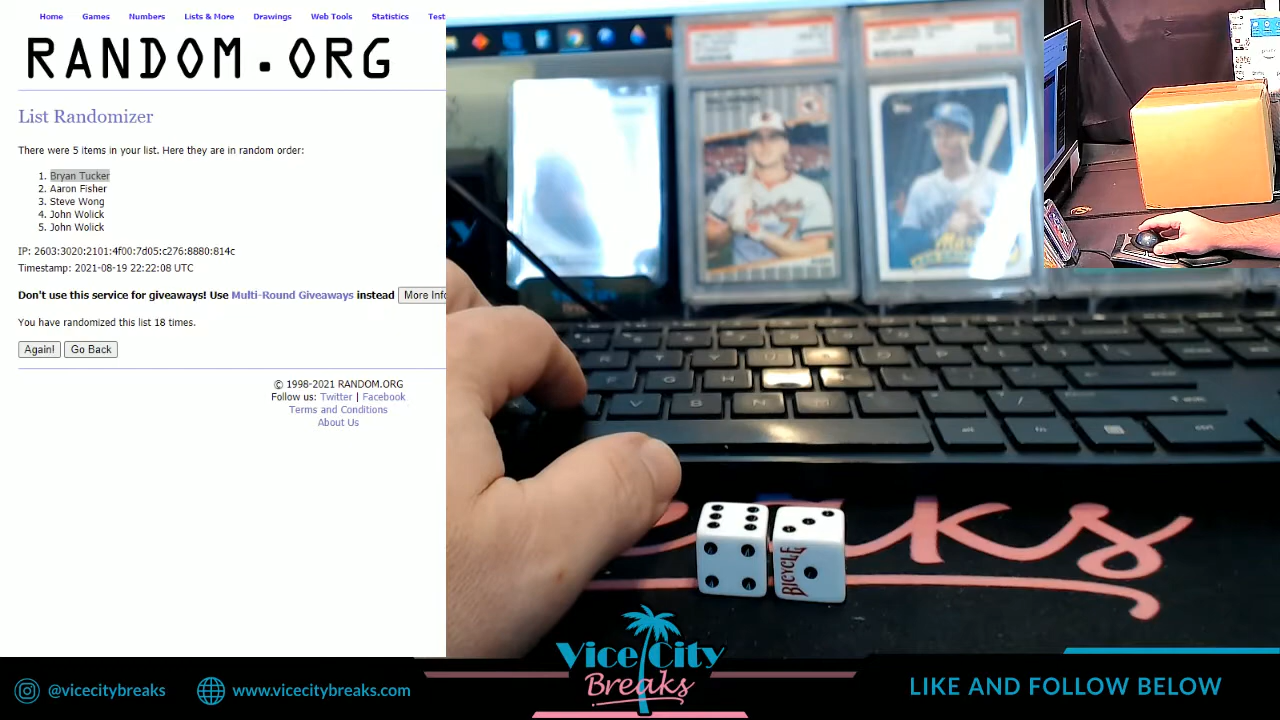 Home Games Numbers Lists & More Drawings Web Tools Statistics Test
RANDOM.ORG
List Randomizer
There were 5 items in your list. Here they are in random order:
1. Bryan Tucker
2. Aaron Fisher
3. Steve Wong
4. John Wolick
5. John Wolick
IP: 2603:3020:2101:4f00:7d05:c276:8880:814c
Timestamp: 2021-08-19 22:22:08 UTC
Don't use this service for giveaways! Use Multi-Round Giveaways instead More Info
You have randomized this list 18 times.
Again! Go Back
© 1998-2021 RANDOM.ORG
Follow us: Twitter | Facebook
Terms and Conditions
About Us
BICYCLE
@vicecitybreaks
www.vicecitybreaks.com
Vice City
Breaks
LIKE AND FOLLOW BELOW